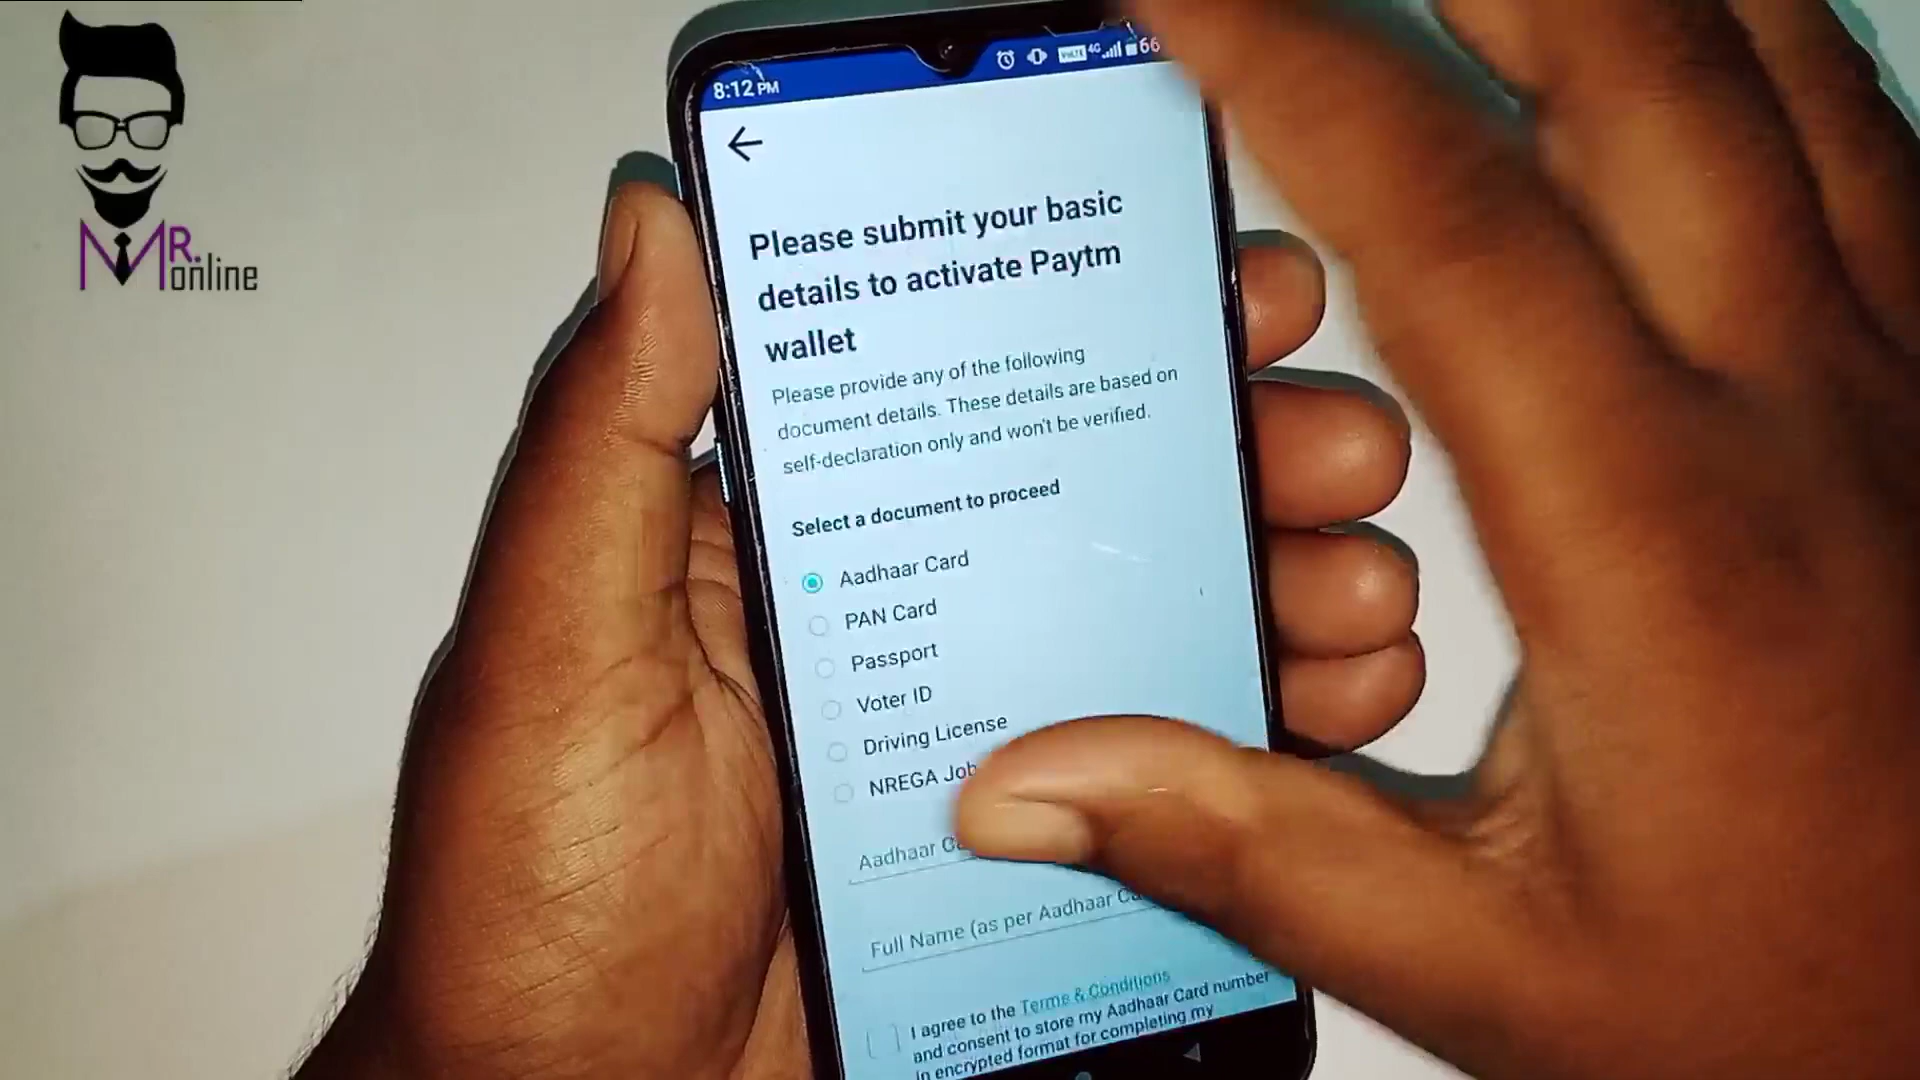 MR.
online
8:12 PM
VoLTE 4G 66
Please submit your basic
details to activate Paytm
wallet
Please provide any of the following
document details. These details are based on
self-declaration only and won't be verified.
Select a document to proceed
Aadhaar Card
PAN Card
Passport
Voter ID
Driving License
NREGA Job
Aadhaar
Full Name (as per Aadhaar
I agree to the Terms & Conditions
and consent to store my Aadhaar Card number
in encrypted format for completing my